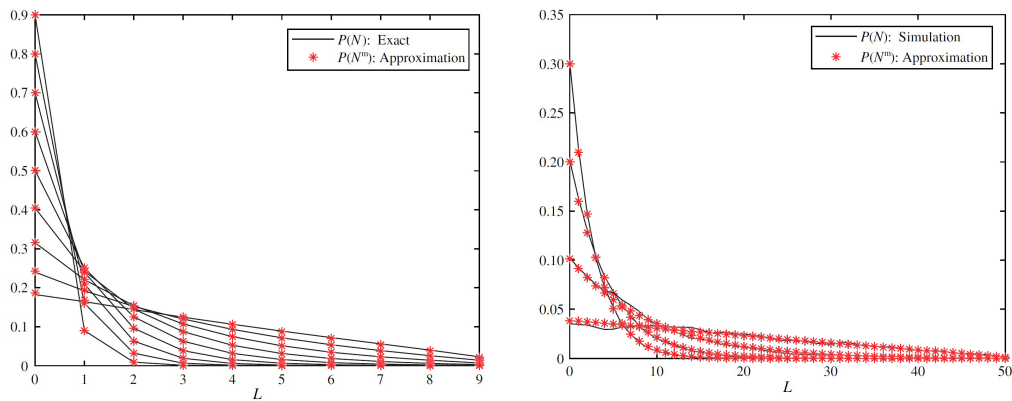 0.9
0.8
0.7
0.6
0.5
0.4
0.3
0.2
0.1
0
P(N): Exact
P(Nᵐ): Approximation
0 1 2 3 4 5 6 7 8 9
L
0.35
0.30
0.25
0.20
0.15
0.10
0.05
0
P(N): Simulation
P(Nᵐ): Approximation
0 10 20 30 40 50
L